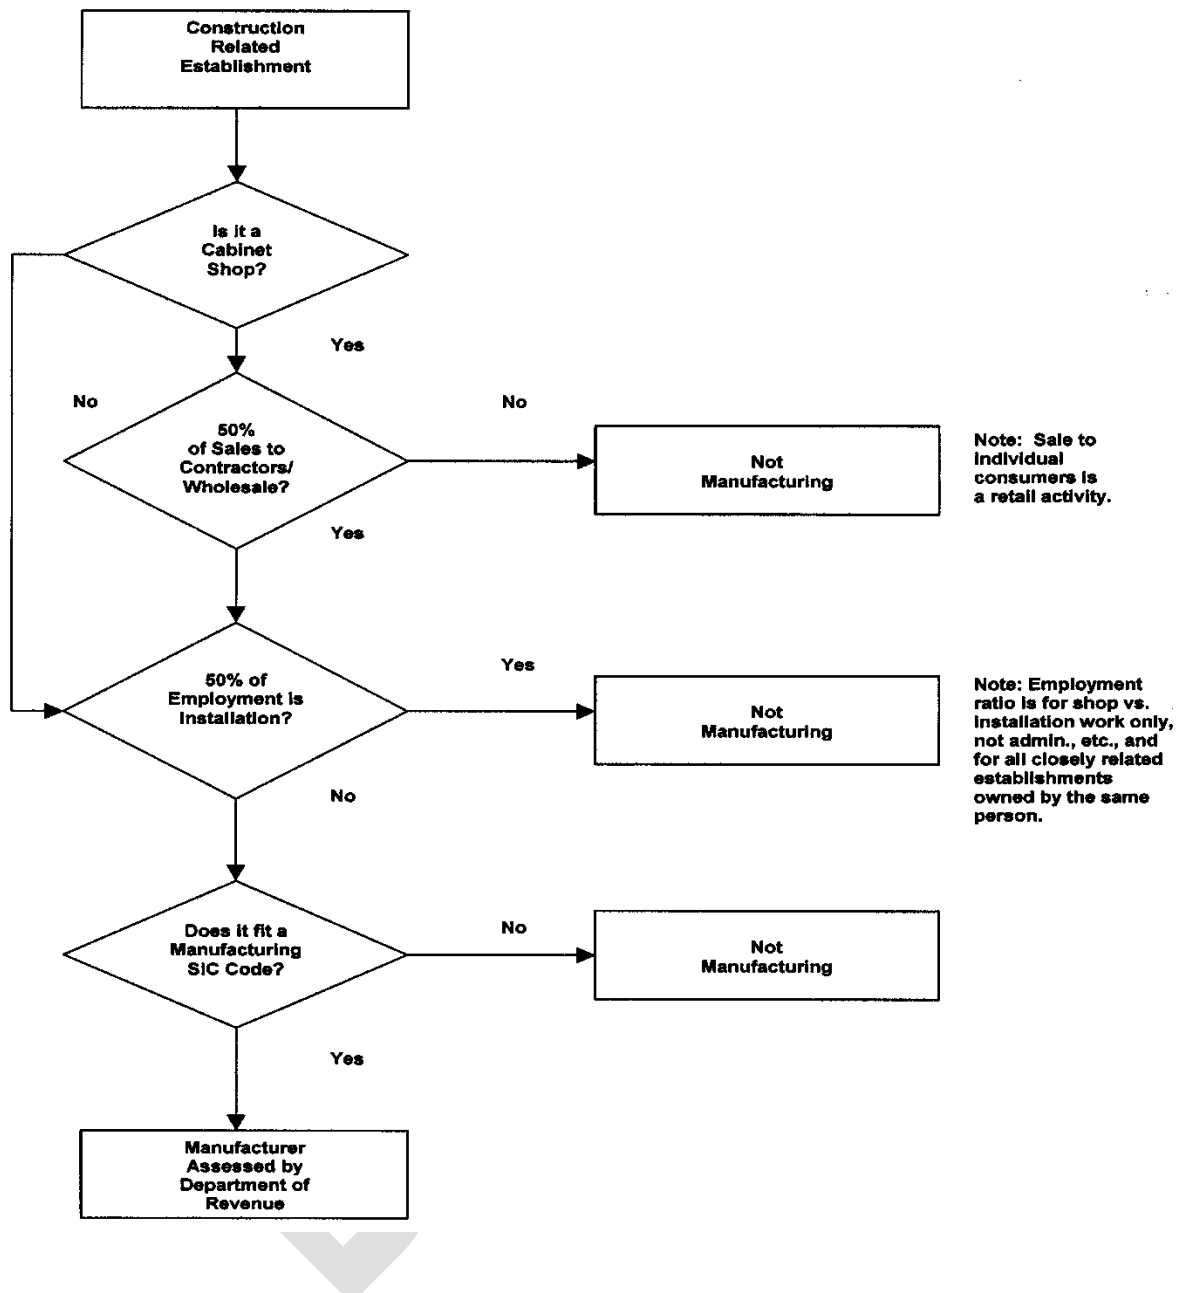 Construction
Related
Establishment
Is it a
Cabinet
Shop?
Yes
No
No
50%
of Sales to
Contractors/
Wholesale?
Not
Manufacturing
Note: Sale to
individual
consumers is
a retail activity.
Yes
50% of
Employment is
Installation?
Yes
Not
Manufacturing
Note: Employment
ratio is for shop vs.
installation work only,
not admin., etc., and
for all closely related
establishments
owned by the same
person.
No
Does it fit a
Manufacturing
SIC Code?
No
Not
Manufacturing
Yes
Manufacturer
Assessed by
Department of
Revenue